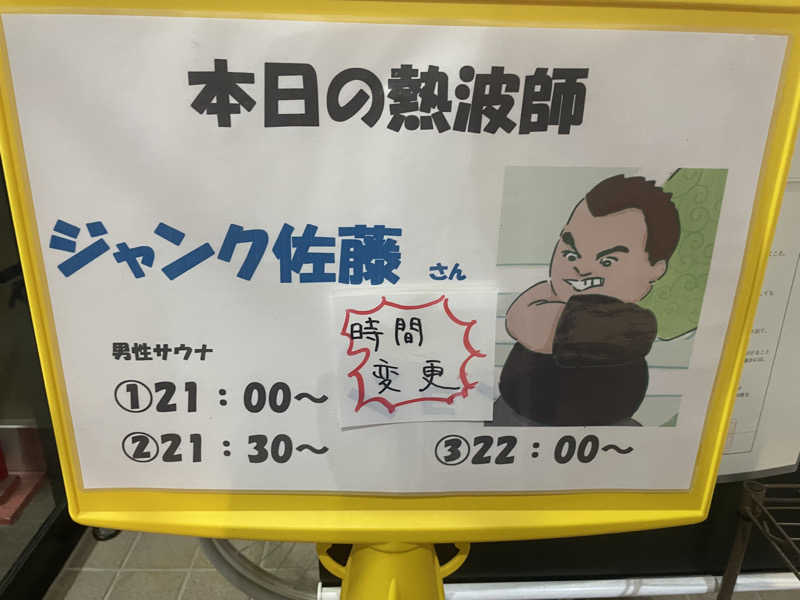 本日の熱波師
ジャンク佐藤 さん
時間
変更
男性サウナ
①21：00～
②21：30～ ③22：00～